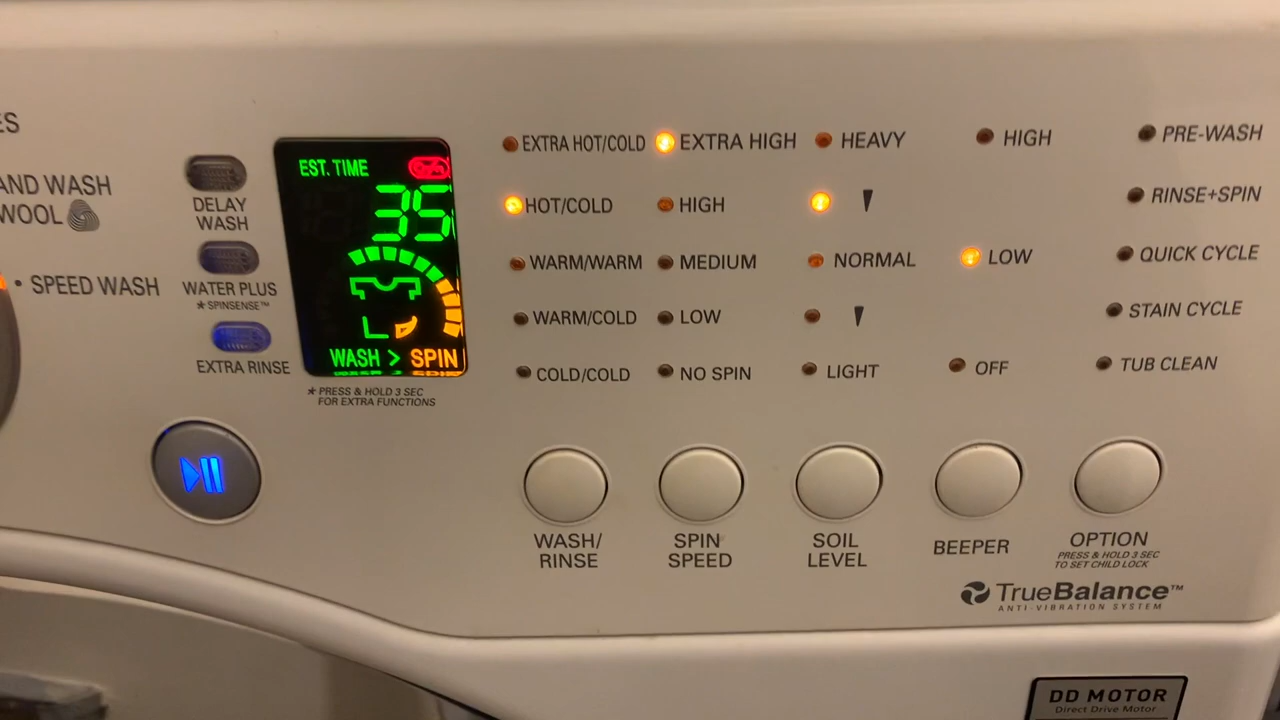 ES
AND WASH
WOOL
• SPEED WASH
DELAY
WASH
WATER PLUS
* SPINSENSE™
EXTRA RINSE
EST. TIME
35
WASH > SPIN
* PRESS & HOLD 3 SEC
FOR EXTRA FUNCTIONS
EXTRA HOT/COLD
HOT/COLD
WARM/WARM
WARM/COLD
COLD/COLD
WASH/
RINSE
EXTRA HIGH
HIGH
MEDIUM
LOW
NO SPIN
SPIN
SPEED
HEAVY
NORMAL
LIGHT
SOIL
LEVEL
HIGH
LOW
OFF
BEEPER
PRE-WASH
RINSE+SPIN
QUICK CYCLE
STAIN CYCLE
TUB CLEAN
OPTION
PRESS & HOLD 3 SEC
TO SET CHILD LOCK
TrueBalance™
ANTI-VIBRATION SYSTEM
DD MOTOR
Direct Drive Motor